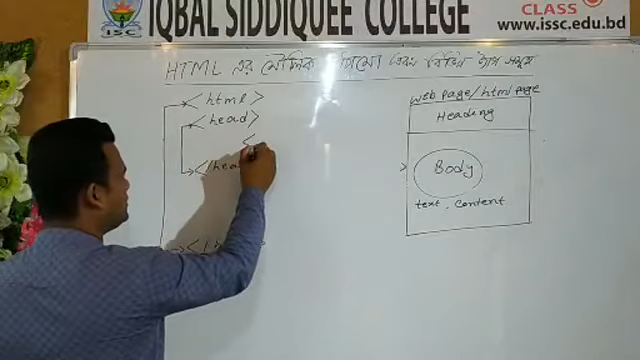 IQBAL SIDDIQUEE COLLEGE
CLASS
www.issc.edu.bd
ISC
HTML এর মৌলিক এবং বিভিন্ন ট্যাগ সমূহ
<html>
<head>
<
</hea
web page/html page
Heading
Body
text, content